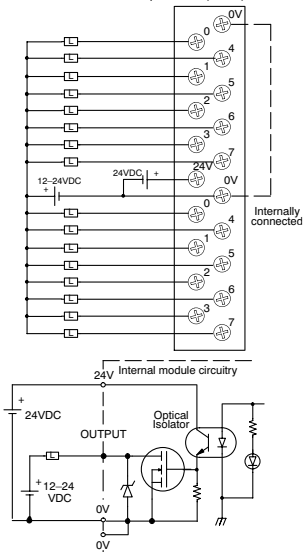 0V
0
L
4
L
1
L
5
L
2
L
6
L
3
L
7
L
24V
24VDC +
12–24VDC
+
0V
0
L
Internally
connected
4
L
1
L
5
L
2
L
6
L
3
L
7
L
24V
Internal module circuitry
+
24VDC
Optical
Isolator
OUTPUT
L
+
12–24
VDC
0V
0V